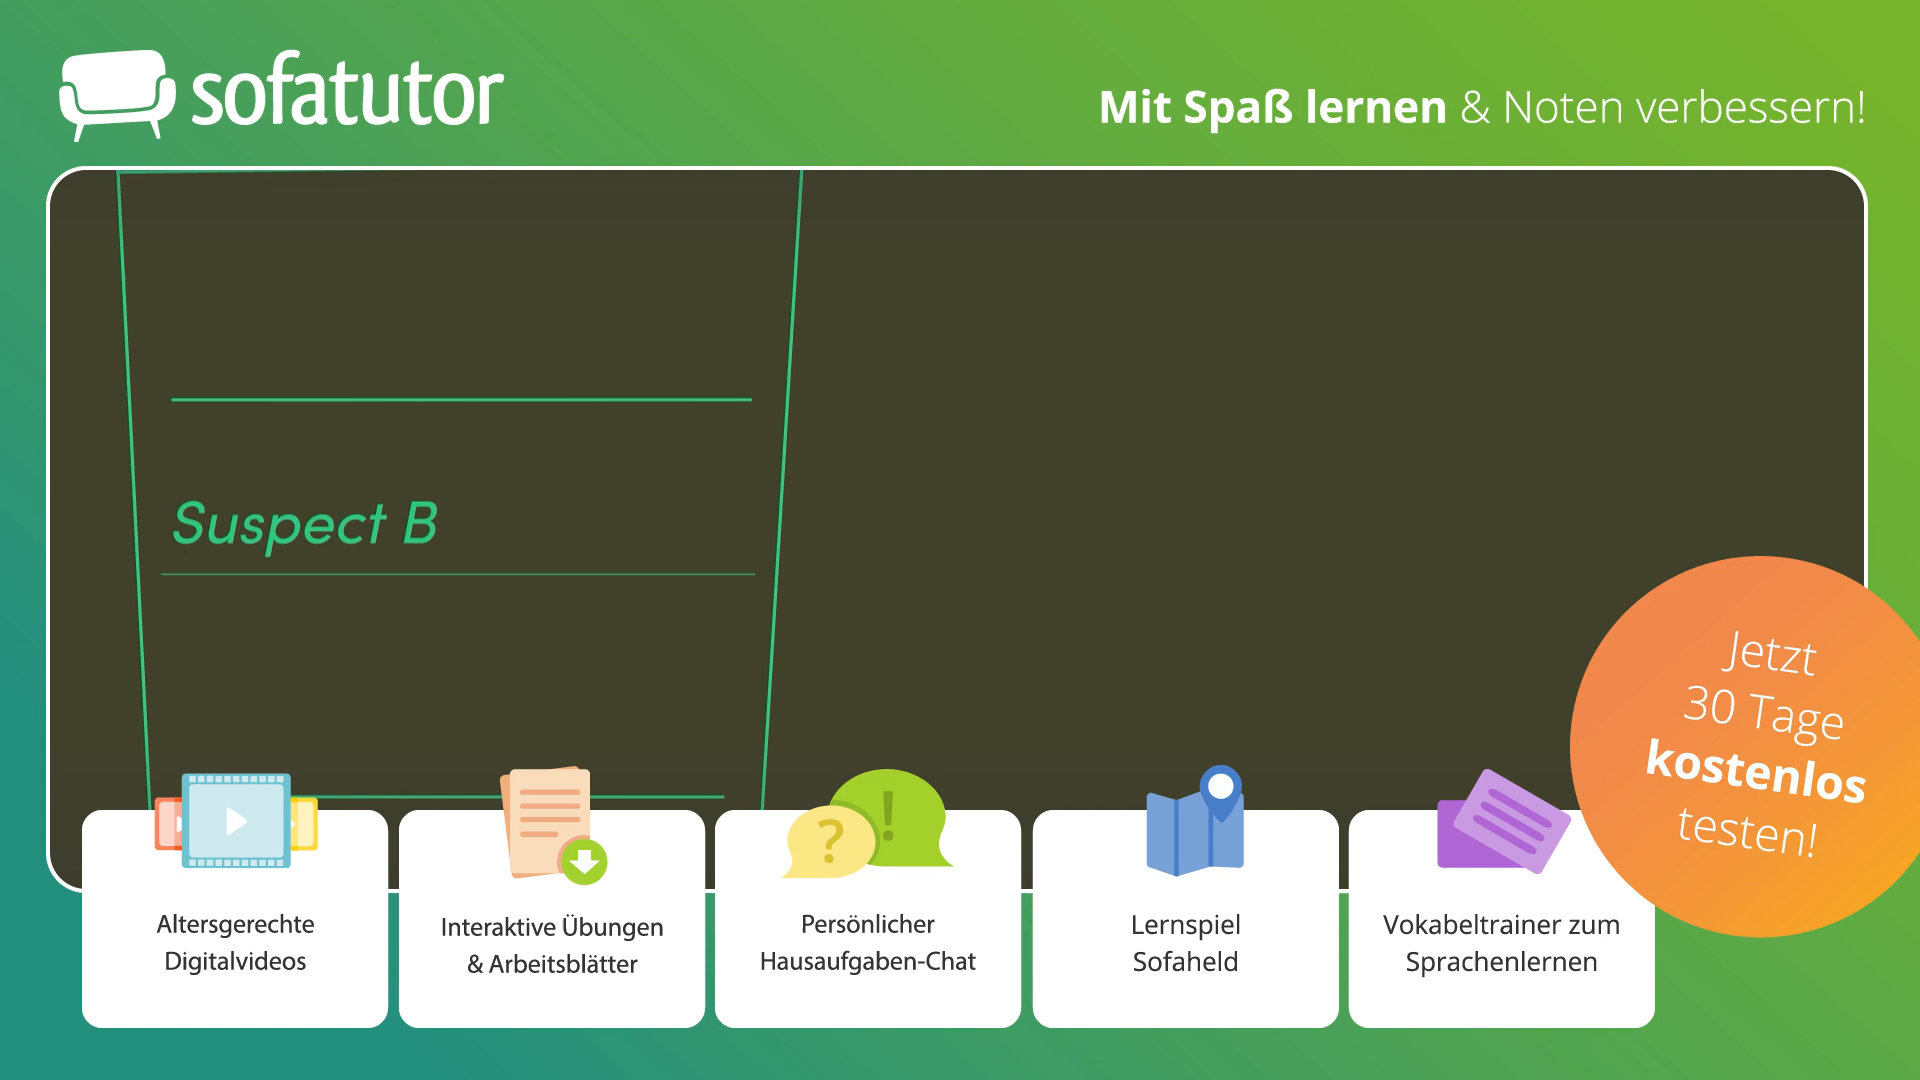 sofatutor
Mit Spaß lernen & Noten verbessern!
Suspect B
Jetzt
30 Tage
kostenlos
testen!
? !
Altersgerechte
Digitalvideos
Interaktive Übungen
& Arbeitsblätter
Persönlicher
Hausaufgaben-Chat
Lernspiel
Sofaheld
Vokabeltrainer zum
Sprachenlernen